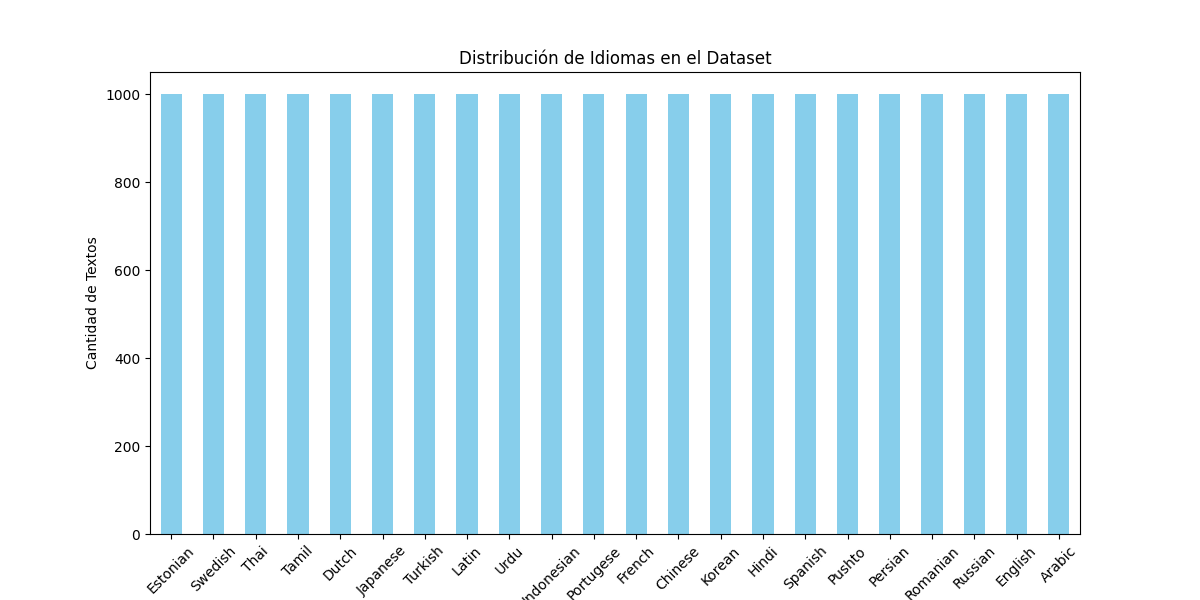 Distribución de Idiomas en el Dataset
Cantidad de Textos
1000
800
600
400
200
0
Estonian
Swedish
Thai
Tamil
Dutch
Japanese
Turkish
Latin
Urdu
Indonesian
Portugese
French
Chinese
Korean
Hindi
Spanish
Pushto
Persian
Romanian
Russian
English
Arabic